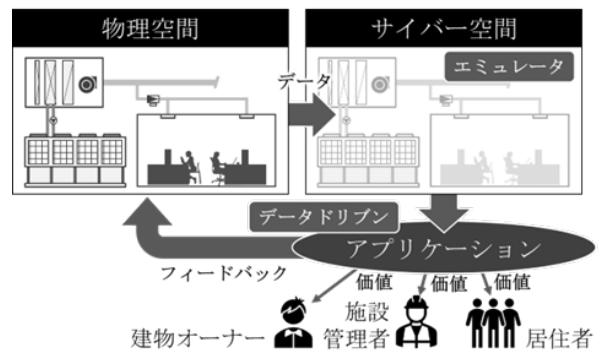 物理空間
サイバー空間
エミュレータ
データ
データドリブン
アプリケーション
フィードバック
価値
価値
価値
建物オーナー
施設
管理者
居住者